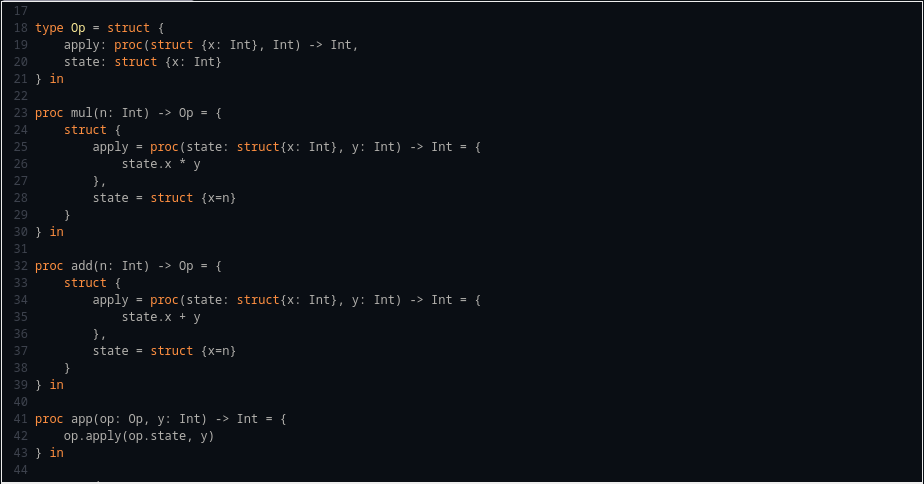 17
18 type Op = struct {
19     apply: proc(struct {x: Int}, Int) -> Int,
20     state: struct {x: Int}
21 } in
22
23 proc mul(n: Int) -> Op = {
24     struct {
25         apply = proc(state: struct{x: Int}, y: Int) -> Int = {
26             state.x * y
27         },
28         state = struct {x=n}
29     }
30 } in
31
32 proc add(n: Int) -> Op = {
33     struct {
34         apply = proc(state: struct{x: Int}, y: Int) -> Int = {
35             state.x + y
36         },
37         state = struct {x=n}
38     }
39 } in
40
41 proc app(op: Op, y: Int) -> Int = {
42     op.apply(op.state, y)
43 } in
44